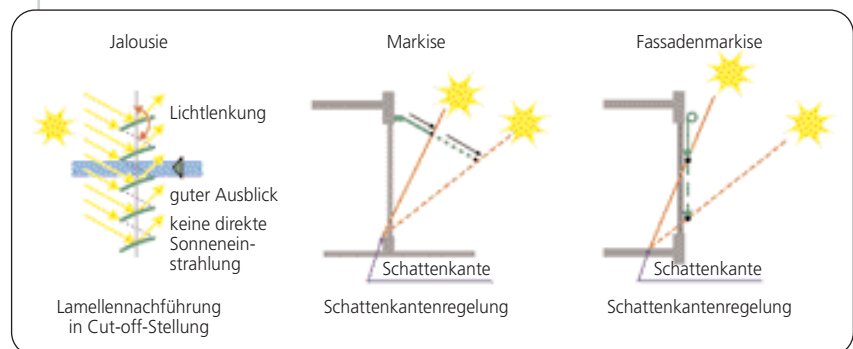 Jalousie
Lichtlenkung
guter Ausblick
keine direkte
Sonnenein-
strahlung
Lamellennachführung
in Cut-off-Stellung
Markise
Schattenkante
Schattenkantenregelung
Fassadenmarkise
Schattenkante
Schattenkantenregelung